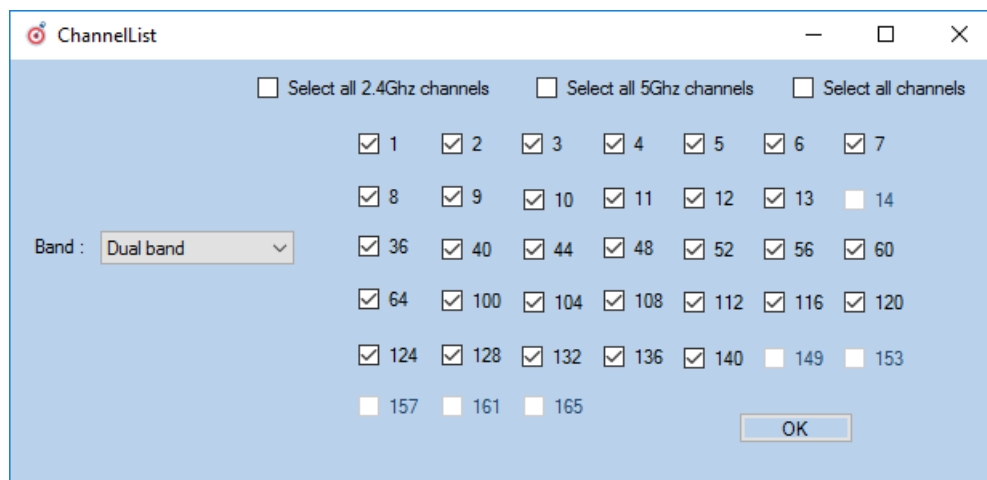 ChannelList
Select all 2.4Ghz channels Select all 5Ghz channels Select all channels
1 2 3 4 5 6 7
8 9 10 11 12 13 14
Band : Dual band 36 40 44 48 52 56 60
64 100 104 108 112 116 120
124 128 132 136 140 149 153
157 161 165
OK